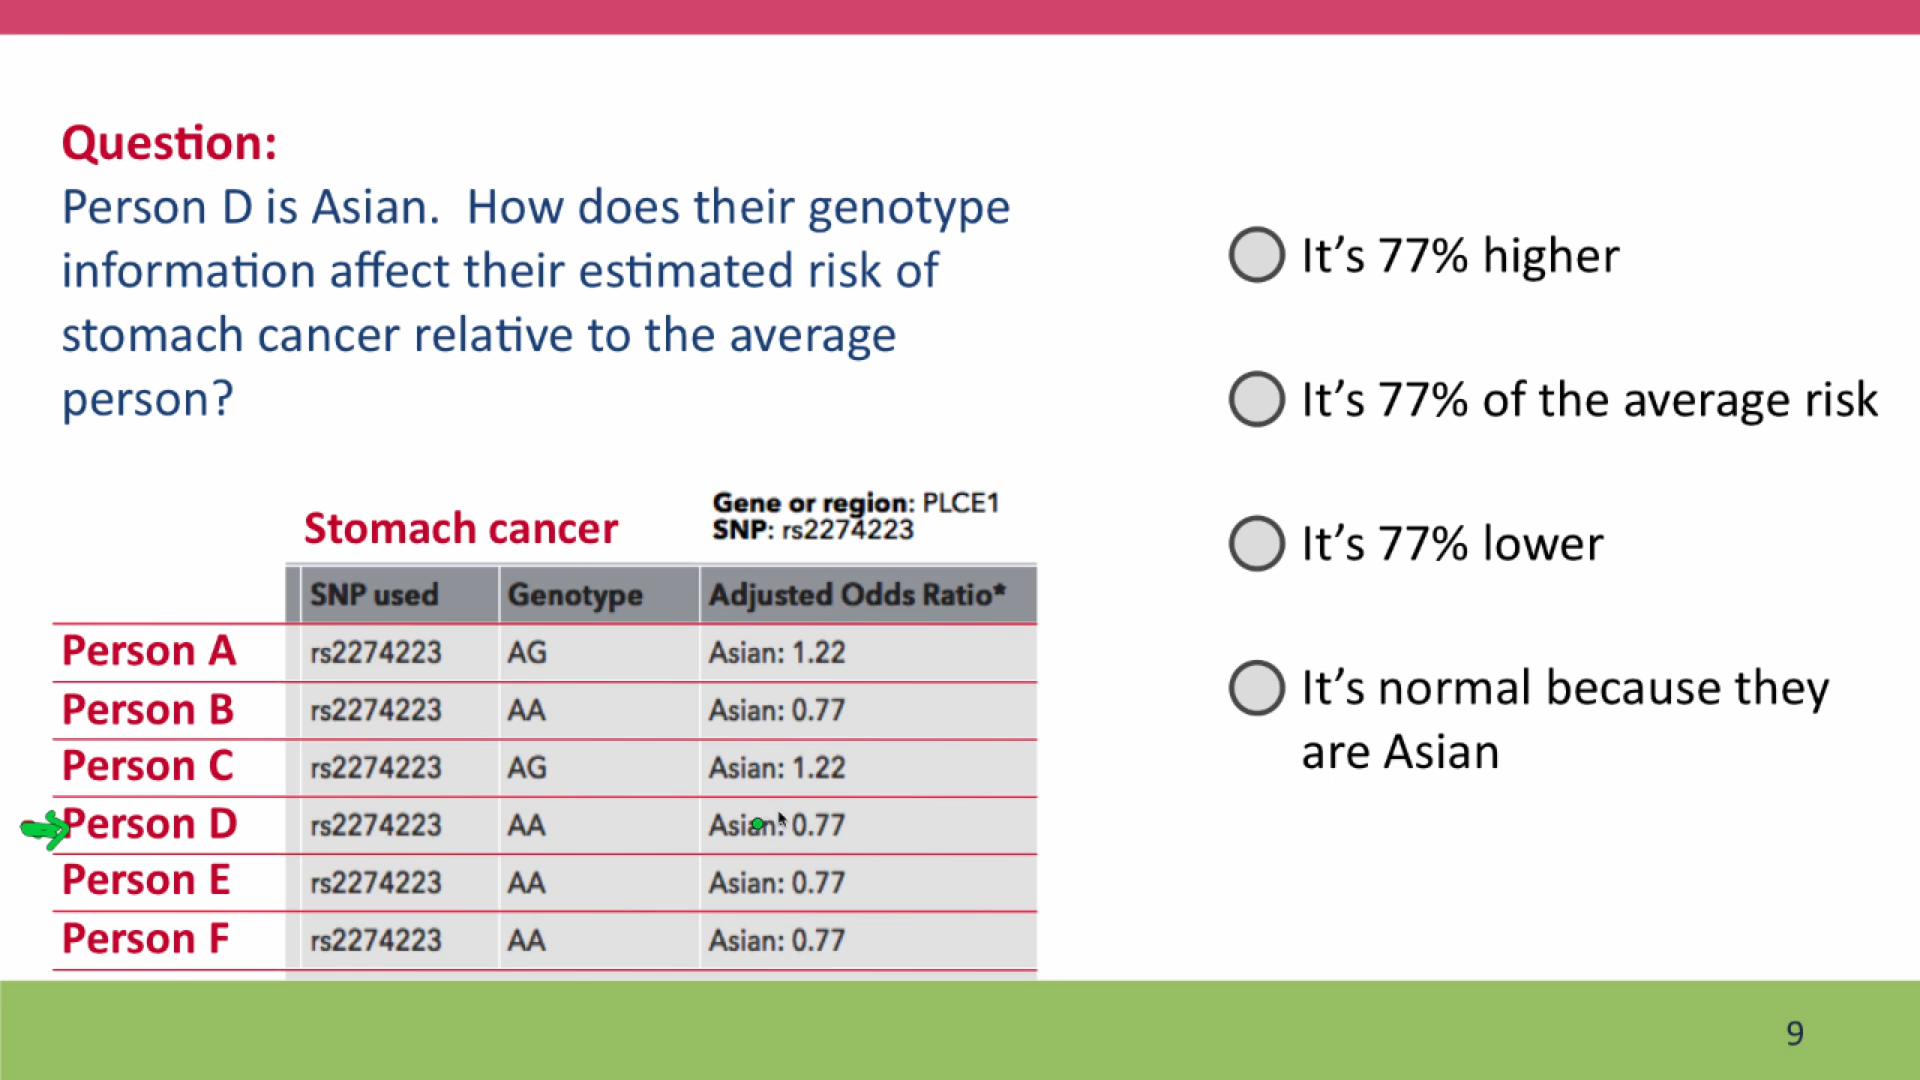 Question:
Person D is Asian.  How does their genotype
information affect their estimated risk of
stomach cancer relative to the average
person?
It's 77% higher
It's 77% of the average risk
It's 77% lower
It's normal because they
are Asian
Stomach cancer
Gene or region: PLCE1
SNP: rs2274223
SNP used Genotype Adjusted Odds Ratio*
Person A rs2274223 AG Asian: 1.22
Person B rs2274223 AA Asian: 0.77
Person C rs2274223 AG Asian: 1.22
Person D rs2274223 AA Asian: 0.77
Person E rs2274223 AA Asian: 0.77
Person F rs2274223 AA Asian: 0.77
9